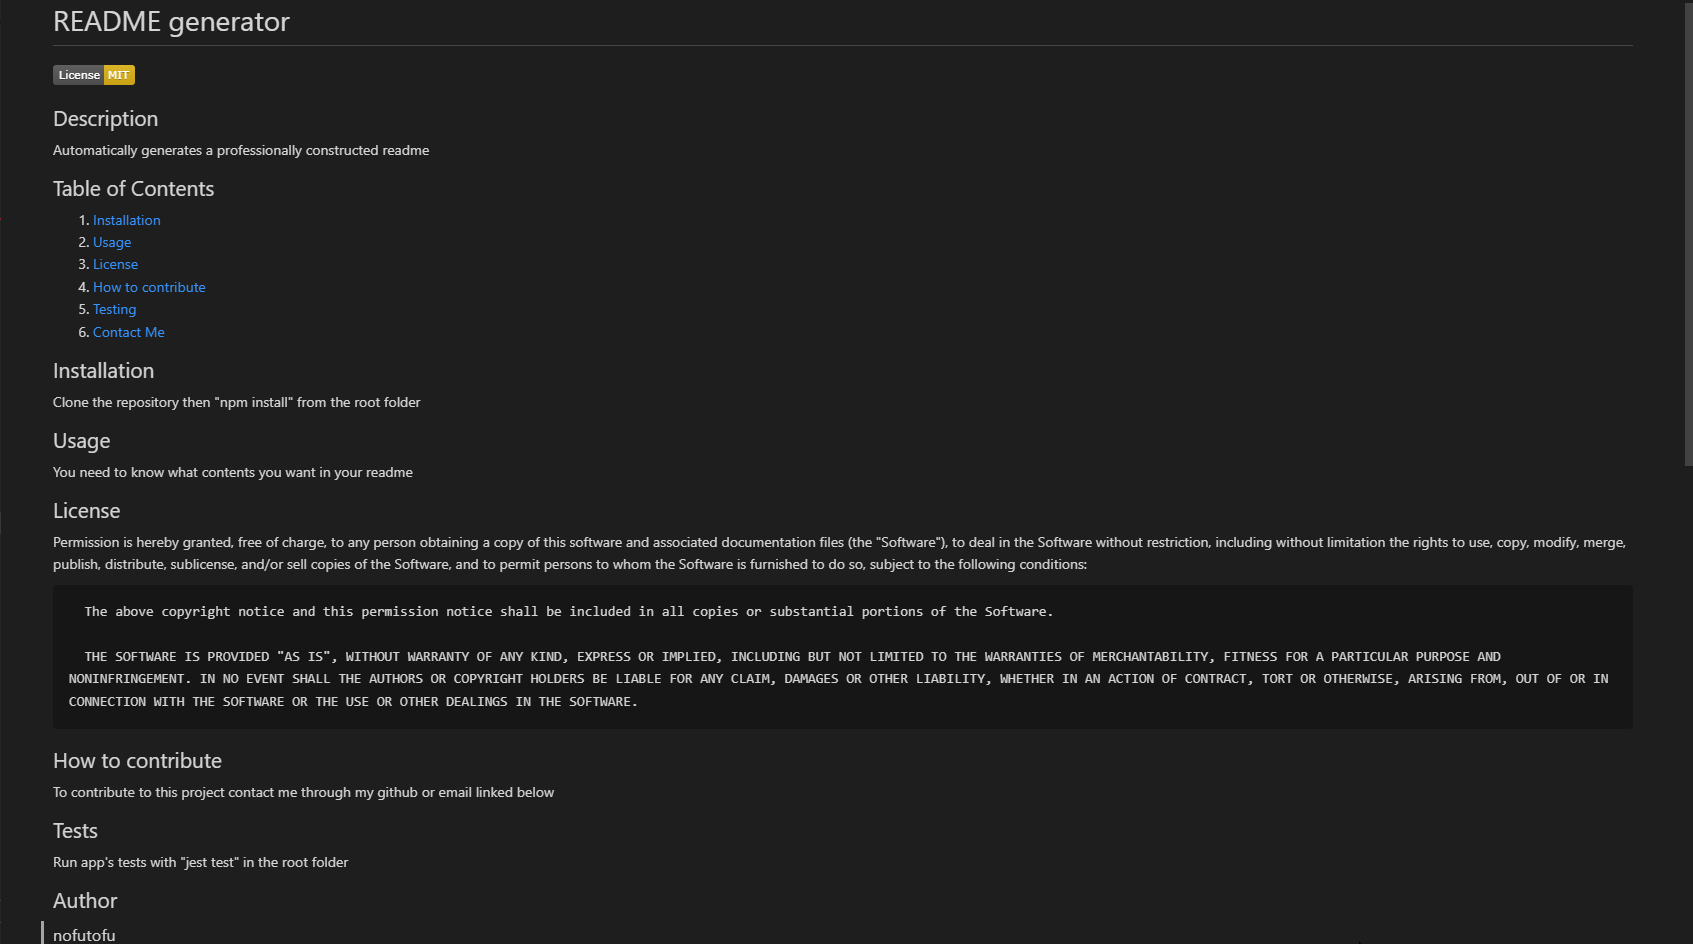 README generator
License MIT
Description
Automatically generates a professionally constructed readme
Table of Contents
1. Installation
2. Usage
3. License
4. How to contribute
5. Testing
6. Contact Me
Installation
Clone the repository then "npm install" from the root folder
Usage
You need to know what contents you want in your readme
License
Permission is hereby granted, free of charge, to any person obtaining a copy of this software and associated documentation files (the "Software"), to deal in the Software without restriction, including without limitation the rights to use, copy, modify, merge,
publish, distribute, sublicense, and/or sell copies of the Software, and to permit persons to whom the Software is furnished to do so, subject to the following conditions:
The above copyright notice and this permission notice shall be included in all copies or substantial portions of the Software.
THE SOFTWARE IS PROVIDED "AS IS", WITHOUT WARRANTY OF ANY KIND, EXPRESS OR IMPLIED, INCLUDING BUT NOT LIMITED TO THE WARRANTIES OF MERCHANTABILITY, FITNESS FOR A PARTICULAR PURPOSE AND
NONINFRINGEMENT. IN NO EVENT SHALL THE AUTHORS OR COPYRIGHT HOLDERS BE LIABLE FOR ANY CLAIM, DAMAGES OR OTHER LIABILITY, WHETHER IN AN ACTION OF CONTRACT, TORT OR OTHERWISE, ARISING FROM, OUT OF OR IN
CONNECTION WITH THE SOFTWARE OR THE USE OR OTHER DEALINGS IN THE SOFTWARE.
How to contribute
To contribute to this project contact me through my github or email linked below
Tests
Run app's tests with "jest test" in the root folder
Author
nofutofu